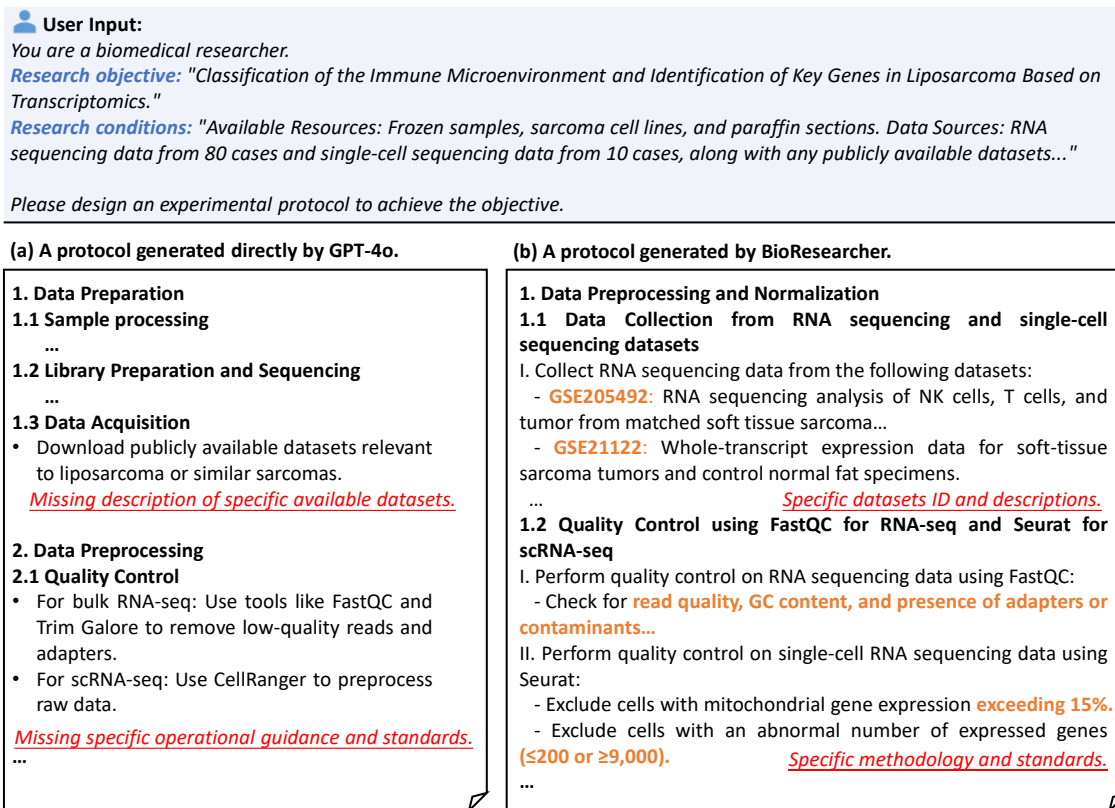 User Input:
You are a biomedical researcher.
Research objective: "Classification of the Immune Microenvironment and Identification of Key Genes in Liposarcoma Based on
Transcriptomics."
Research conditions: "Available Resources: Frozen samples, sarcoma cell lines, and paraffin sections. Data Sources: RNA
sequencing data from 80 cases and single-cell sequencing data from 10 cases, along with any publicly available datasets..."
Please design an experimental protocol to achieve the objective.
(a) A protocol generated directly by GPT-4o.
1. Data Preparation
1.1 Sample processing
...
1.2 Library Preparation and Sequencing
...
1.3 Data Acquisition
• Download publicly available datasets relevant
to liposarcoma or similar sarcomas.
Missing description of specific available datasets.
2. Data Preprocessing
2.1 Quality Control
• For bulk RNA-seq: Use tools like FastQC and
Trim Galore to remove low-quality reads and
adapters.
• For scRNA-seq: Use CellRanger to preprocess
raw data.
Missing specific operational guidance and standards.
...
(b) A protocol generated by BioResearcher.
1. Data Preprocessing and Normalization
1.1 Data Collection from RNA sequencing and single-cell
sequencing datasets
I. Collect RNA sequencing data from the following datasets:
- GSE205492: RNA sequencing analysis of NK cells, T cells, and
tumor from matched soft tissue sarcoma...
- GSE21122: Whole-transcript expression data for soft-tissue
sarcoma tumors and control normal fat specimens.
... Specific datasets ID and descriptions.
1.2 Quality Control using FastQC for RNA-seq and Seurat for
scRNA-seq
I. Perform quality control on RNA sequencing data using FastQC:
- Check for read quality, GC content, and presence of adapters or
contaminants...
II. Perform quality control on single-cell RNA sequencing data using
Seurat:
- Exclude cells with mitochondrial gene expression exceeding 15%.
- Exclude cells with an abnormal number of expressed genes
(≤200 or ≥9,000). Specific methodology and standards.
...